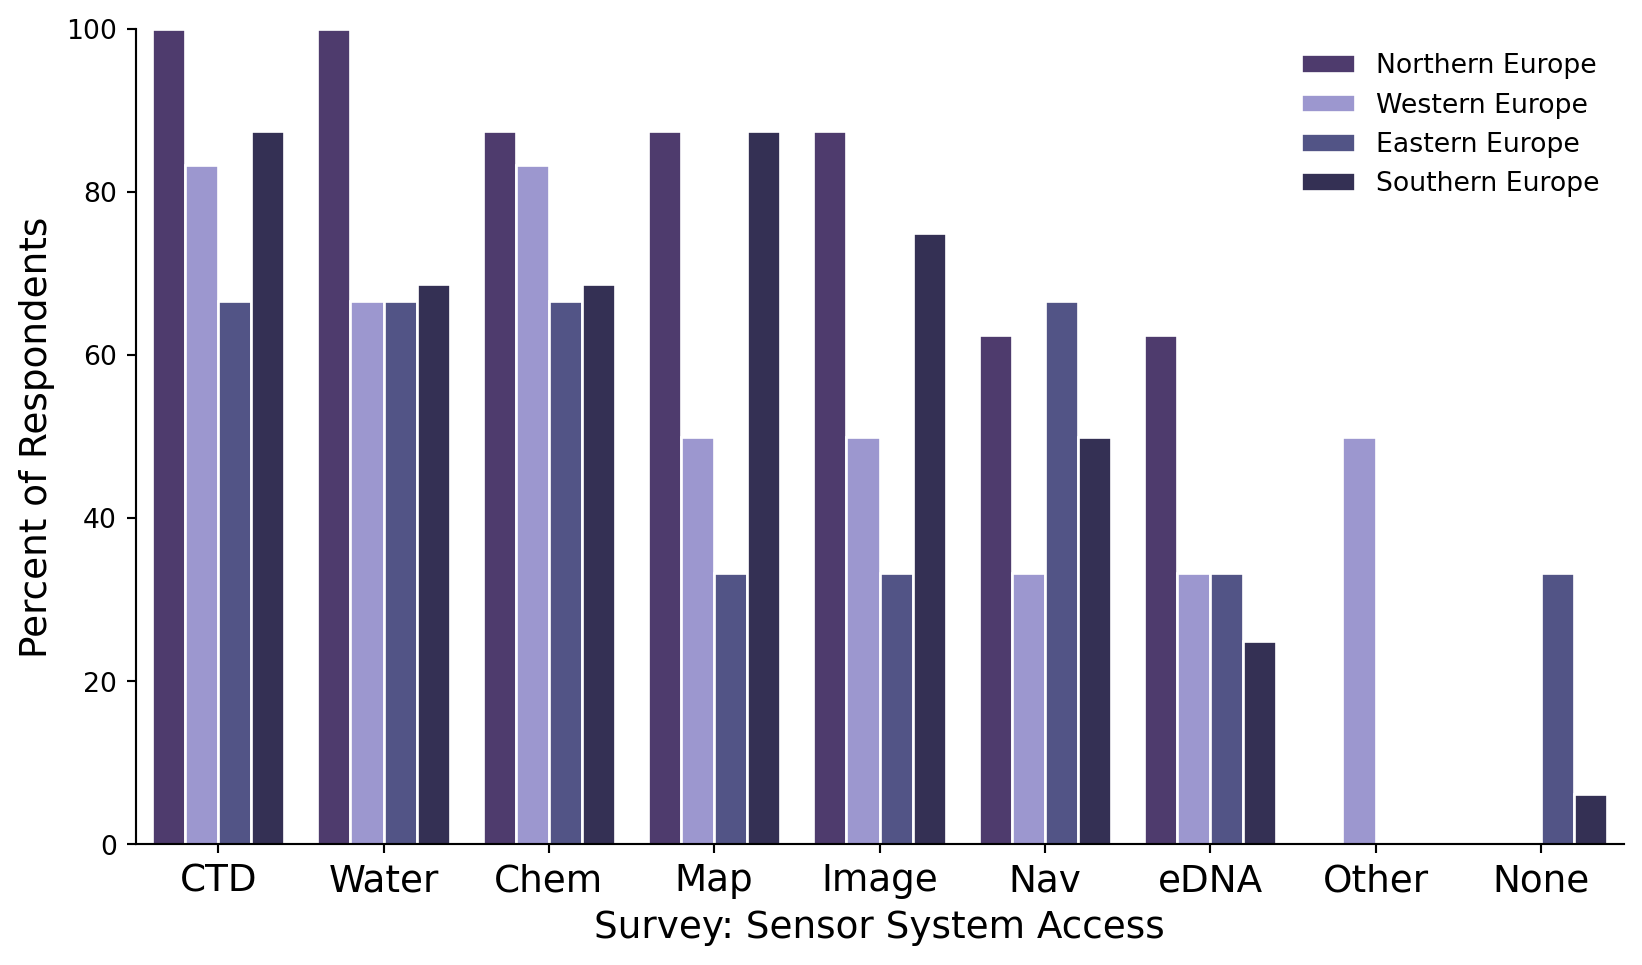 100
80
60
40
20
0
Percent of Respondents
Northern Europe
Western Europe
Eastern Europe
Southern Europe
CTD Water Chem Map Image Nav eDNA Other None
Survey: Sensor System Access